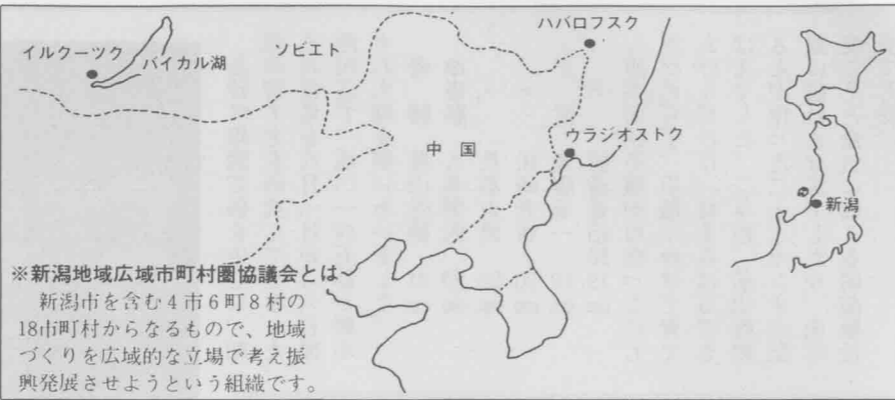 ハバロフスク
イルクーツク
ソビエト
バイカル湖
ウラジオストク
中国
新潟
※新潟地域広域市町村圏協議会とは~
新潟市を含む4市6町8村の
18市町村からなるもので、地域
づくりを広域的な立場で考え振
興発展させようという組織です。